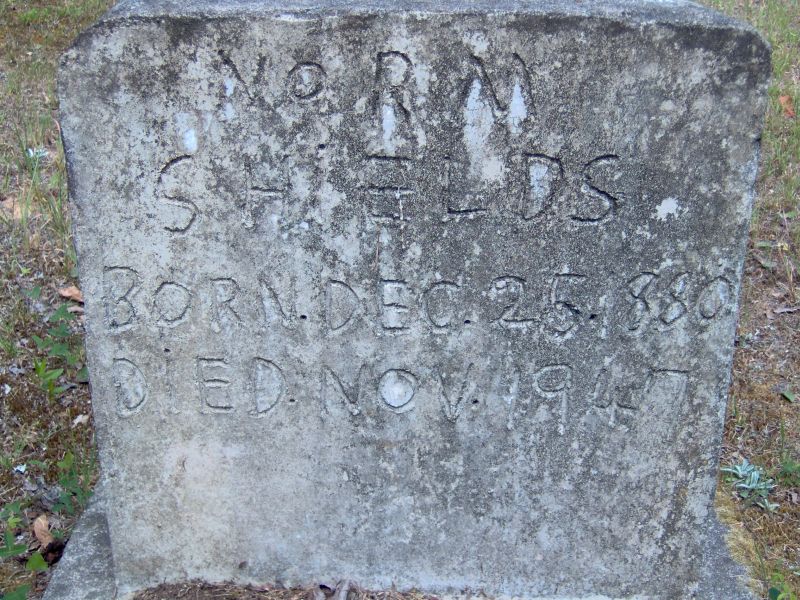 NORM
SHIELDS
BORN. DEC. 25. 1880
DIED. NOV. 1947